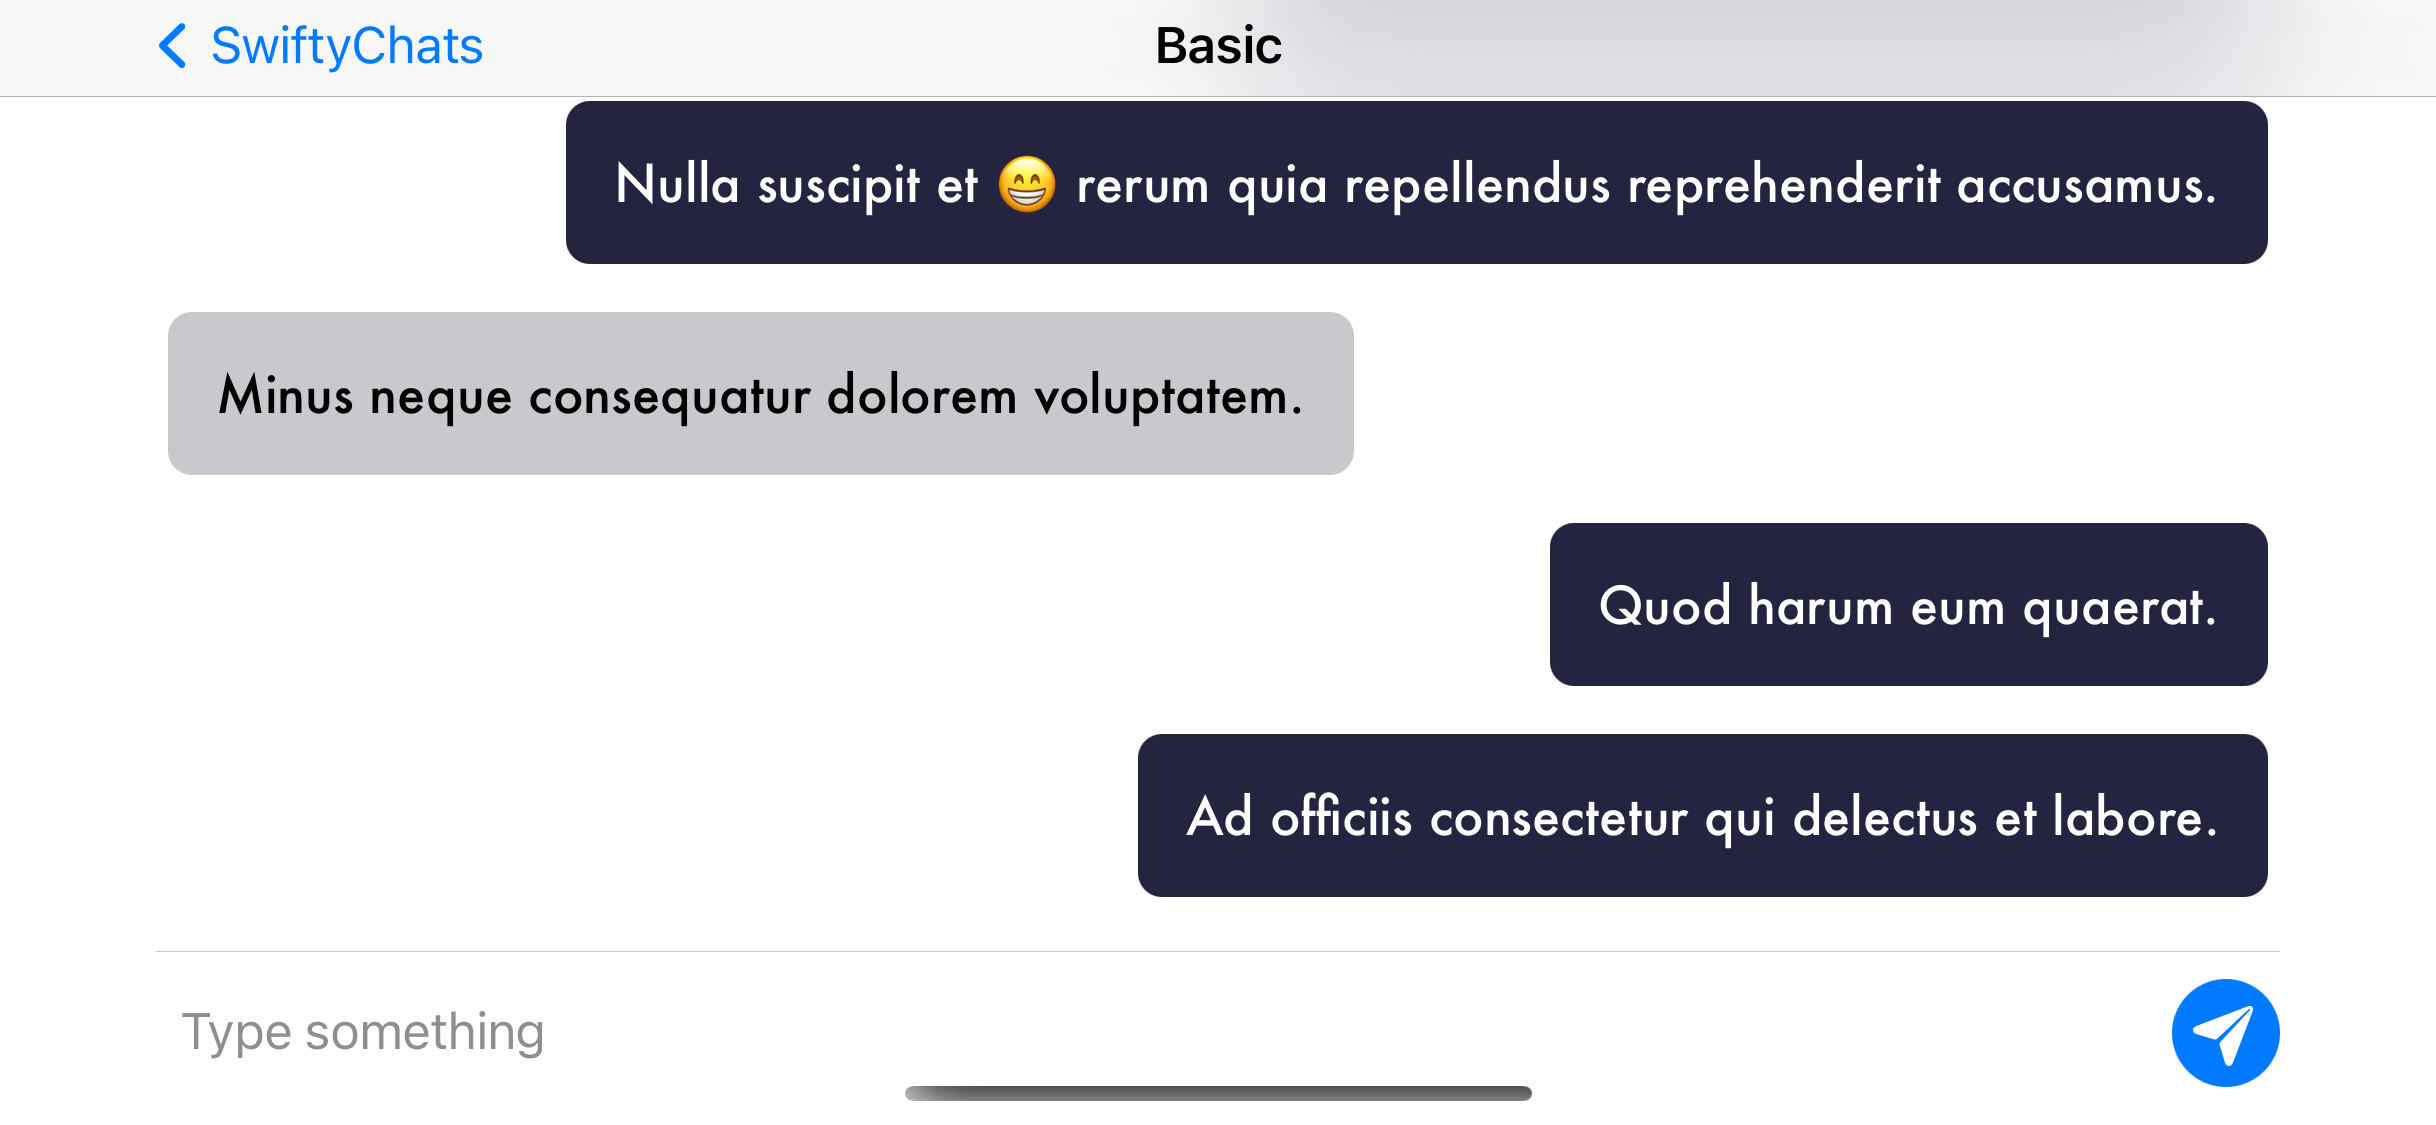 SwiftyChats
Basic
Nulla suscipit et 😁 rerum quia repellendus reprehenderit accusamus.
Minus neque consequatur dolorem voluptatem.
Quod harum eum quaerat.
Ad officiis consectetur qui delectus et labore.
Type something